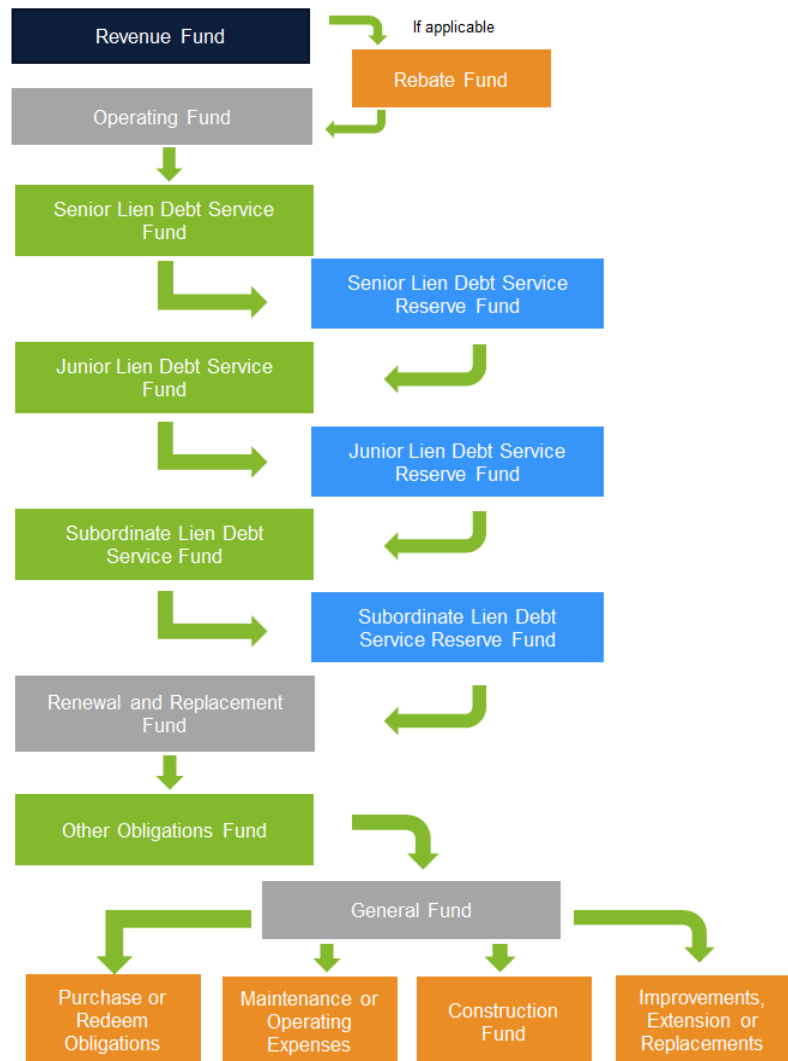 Revenue Fund
If applicable
Rebate Fund
Operating Fund
Senior Lien Debt Service
Fund
Senior Lien Debt Service
Reserve Fund
Junior Lien Debt Service
Fund
Junior Lien Debt Service
Reserve Fund
Subordinate Lien Debt
Service Fund
Subordinate Lien Debt
Service Reserve Fund
Renewal and Replacement
Fund
Other Obligations Fund
General Fund
Purchase or
Redeem
Obligations
Maintenance or
Operating
Expenses
Construction
Fund
Improvements,
Extension or
Replacements